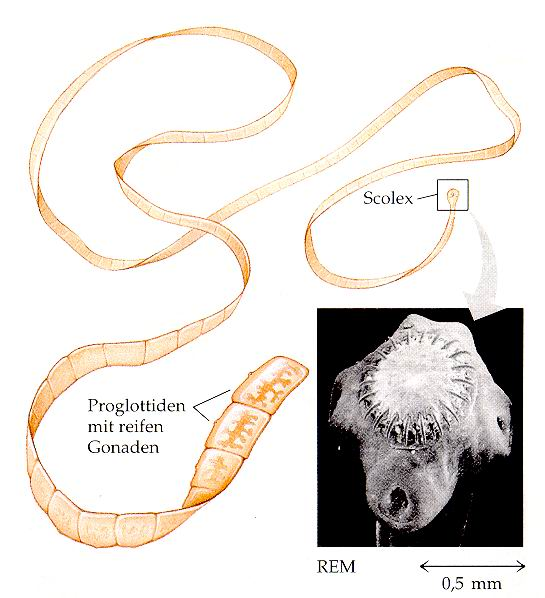 Scolex
Proglottiden
mit reifen
Gonaden
REM
0,5 mm